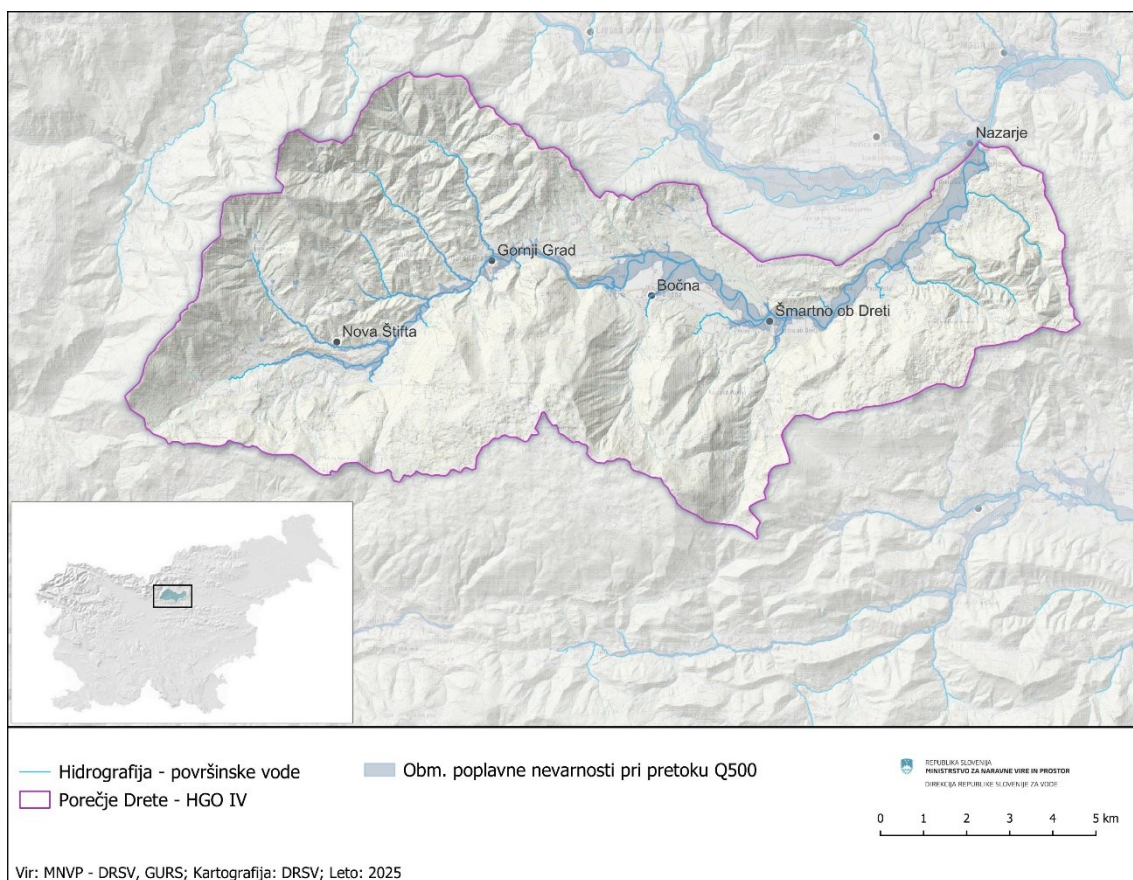 Nazarje
Gornji Grad
Bočna
Šmartno ob Dreti
Nova Štifta
Hidrografija - površinske vode
Obm. poplavne nevarnosti pri pretoku Q500
Porečje Drete - HGO IV
REPUBLIKA SLOVENIJA
MINISTRSTVO ZA NARAVNE VIRE IN PROSTOR
DIREKCIJA REPUBLIKE SLOVENIJE ZA VODE
0 1 2 3 4 5 km
Vir: MNVP - DRSV, GURS; Kartografija: DRSV; Leto: 2025